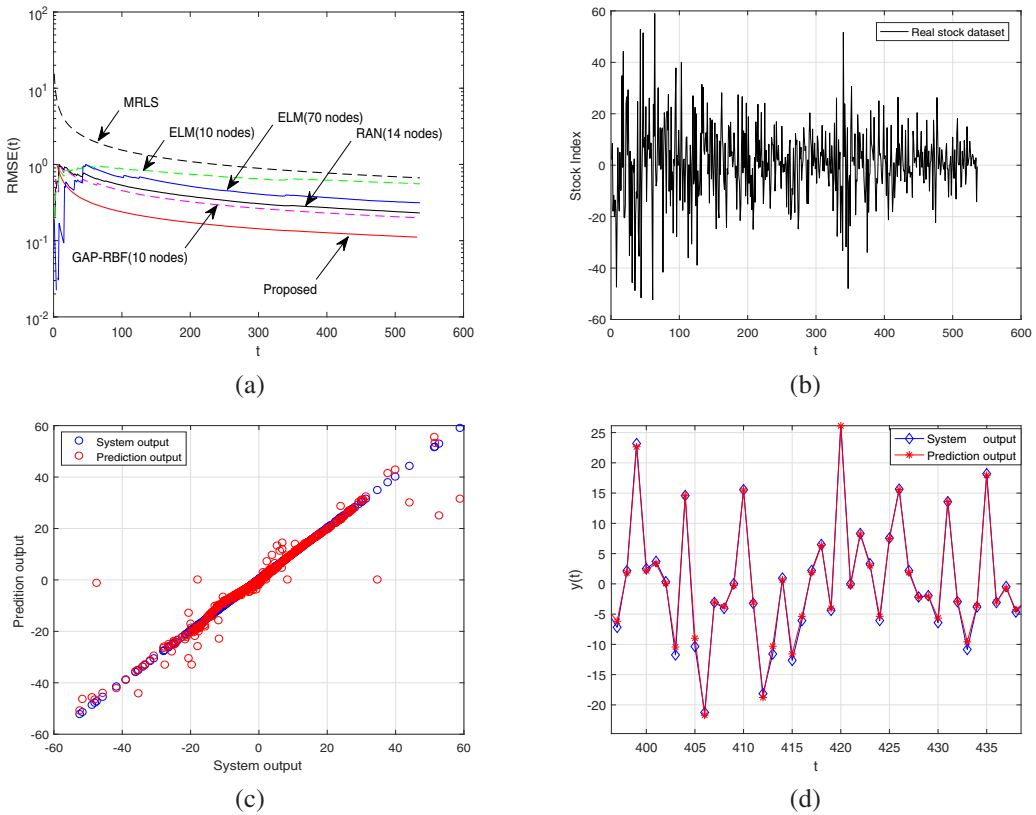 10^2
10^1
10^0
10^-1
10^-2
RMSE(t)
MRLS
ELM(10 nodes)
ELM(70 nodes)
RAN(14 nodes)
GAP-RBF(10 nodes)
Proposed
0 100 200 300 400 500 600
t
(a)
60
40
20
0
-20
-40
-60
Stock Index
Real stock dataset
0 100 200 300 400 500 600
t
(b)
60
40
20
0
-20
-40
-60
Predition output
System output
Prediction output
-60 -40 -20 0 20 40 60
System output
(c)
25
20
15
10
5
0
-5
-10
-15
-20
y(t)
System output
Prediction output
400 405 410 415 420 425 430 435
t
(d)